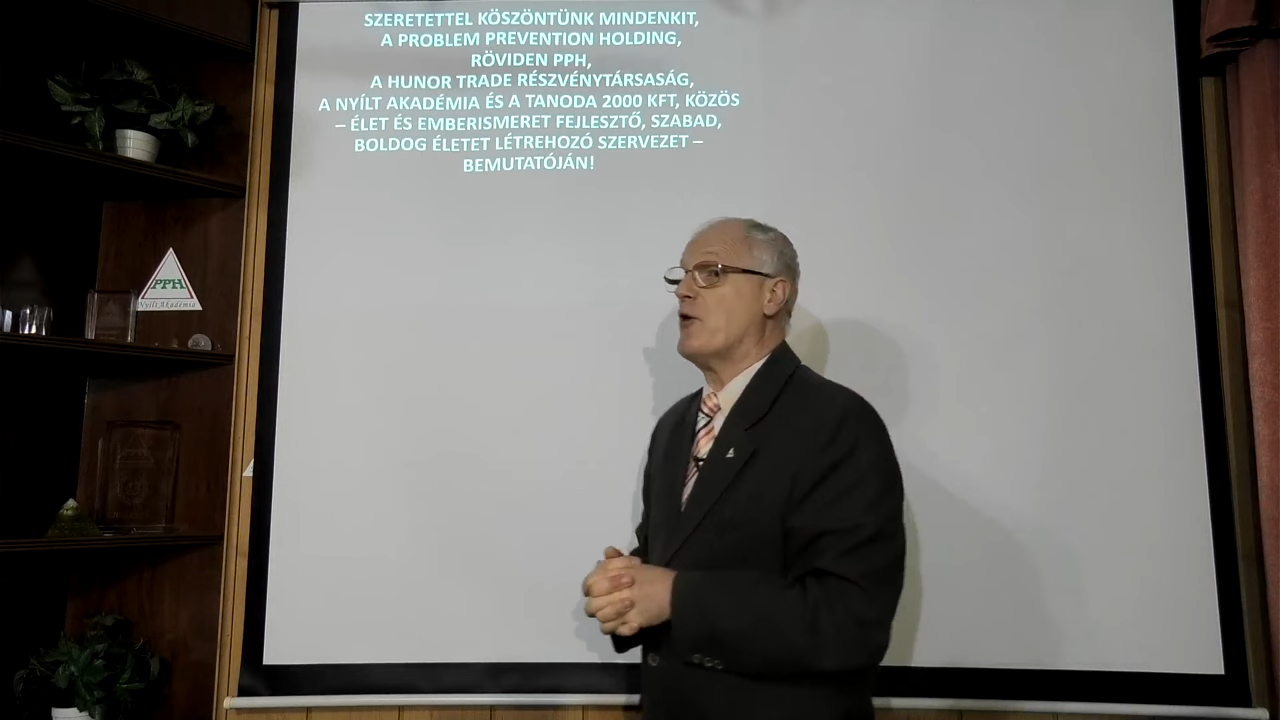 SZERETETTEL KÖSZÖNTÜNK MINDENKIT,
A PROBLEM PREVENTION HOLDING,
RÖVIDEN PPH,
A HUNOR TRADE RÉSZVÉNYTÁRSASÁG,
A NYÍLT AKADÉMIA ÉS A TANODA 2000 KFT, KÖZÖS
– ÉLET ÉS EMBERISMERET FEJLESZTŐ, SZABAD,
BOLDOG ÉLETET LÉTREHOZÓ SZERVEZET –
BEMUTATÓJÁN!
PPH
Nyílt Akadémia